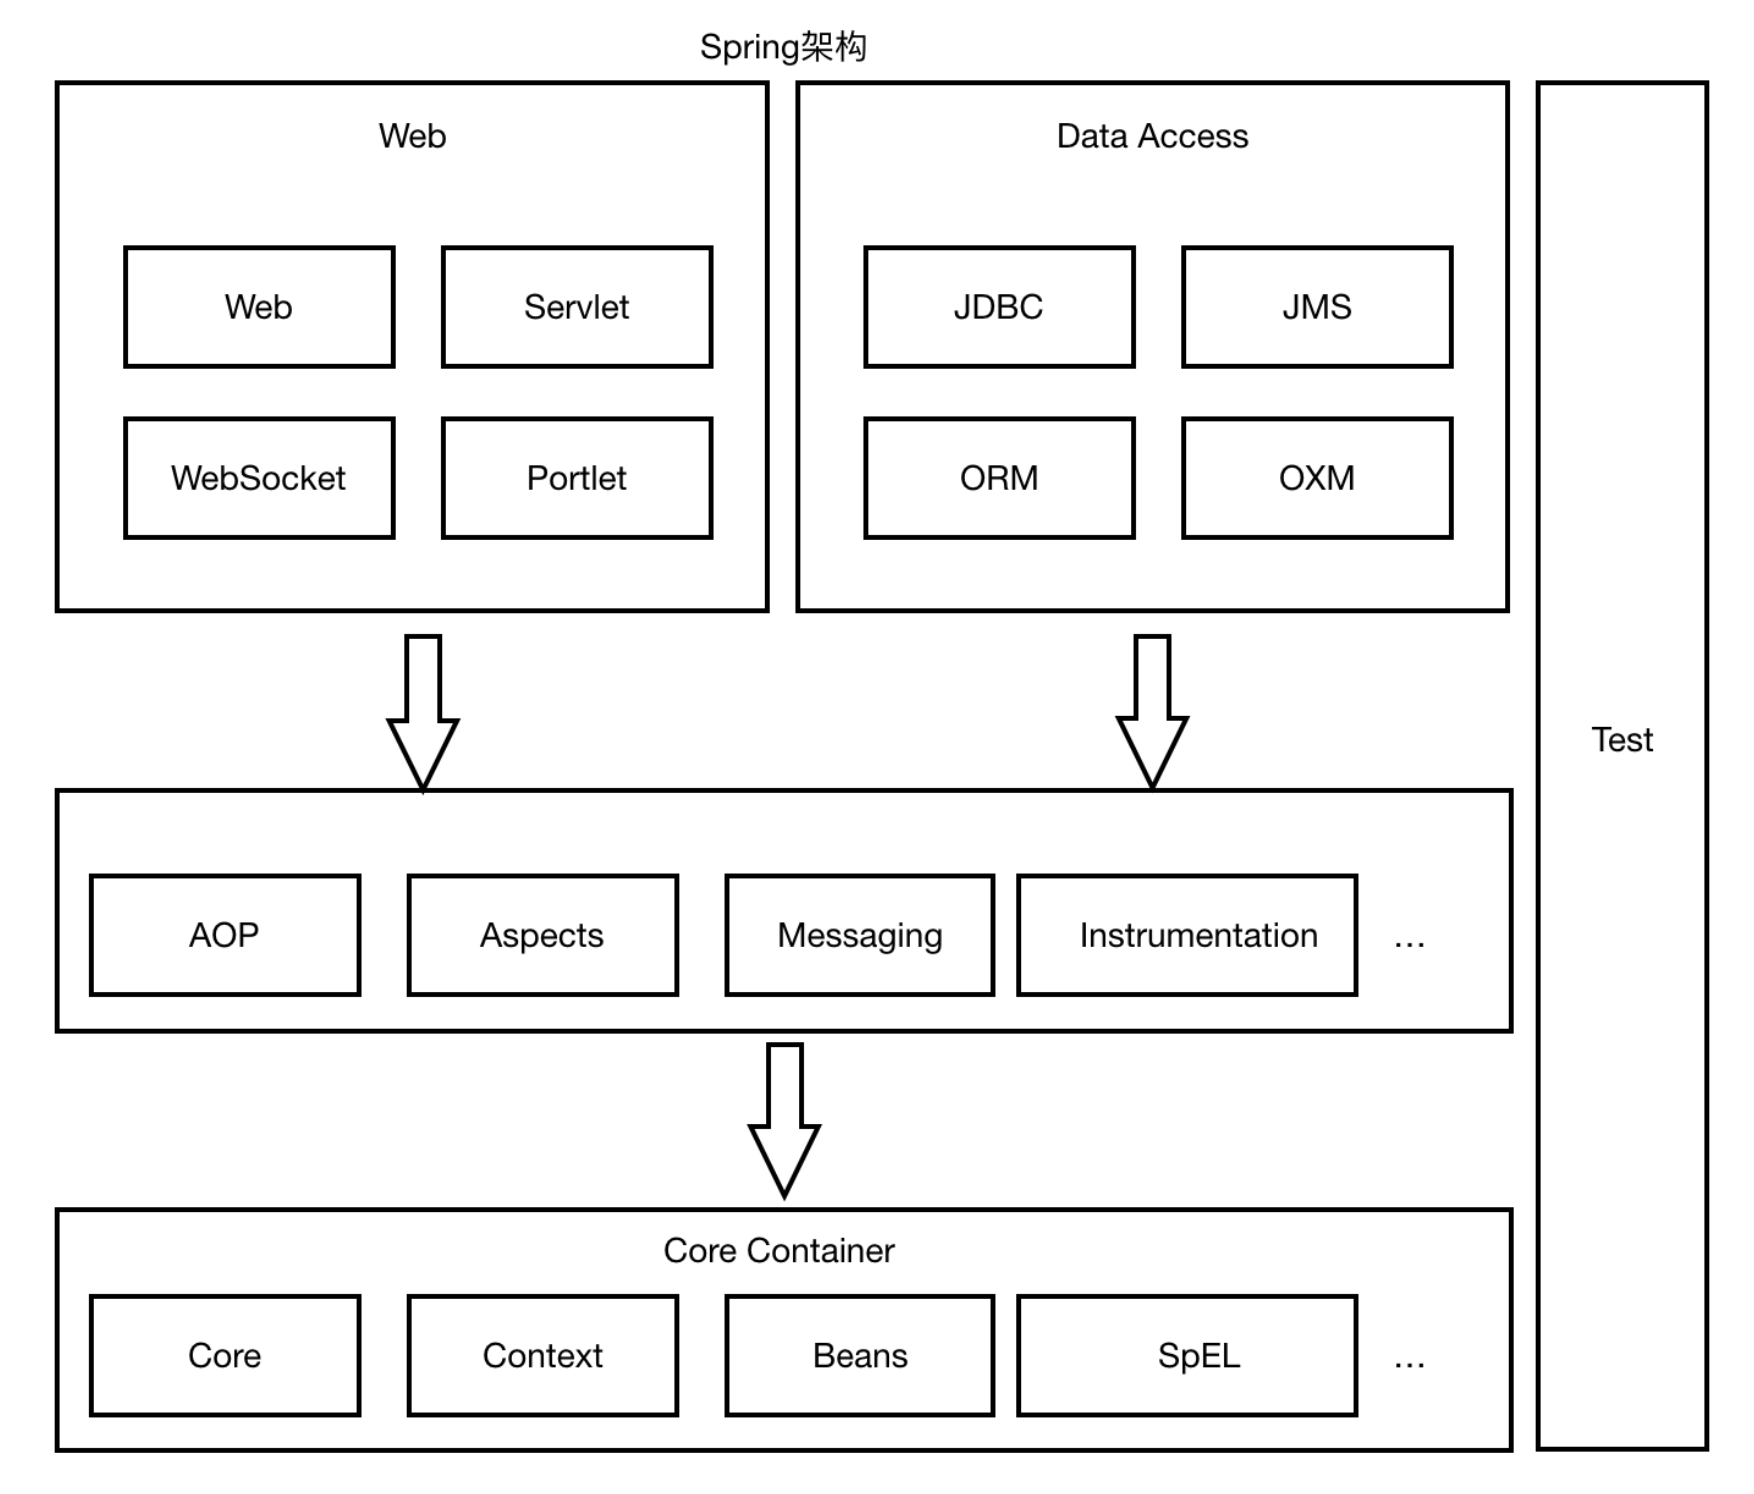 Spring架构
Web
Data Access
Web
Servlet
JDBC
JMS
WebSocket
Portlet
ORM
OXM
Test
AOP
Aspects
Messaging
Instrumentation
...
Core Container
Core
Context
Beans
SpEL
...